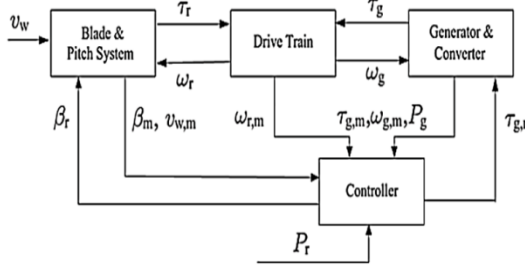 v_w
Blade &
Pitch System
τ_r
ω_r
Drive Train
τ_g
ω_g
Generator &
Converter
β_r
β_m, v_w,m
ω_r,m
τ_g,m,ω_g,m,P_g
Controller
P_r